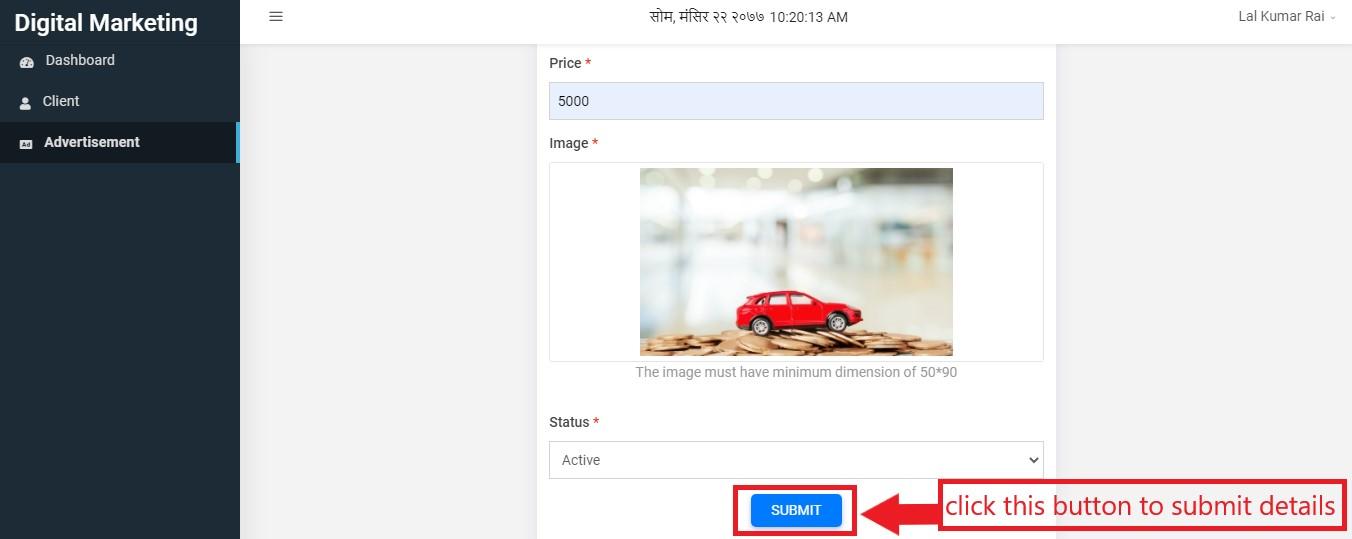 Digital Marketing
सोम, मंसिर २२ २०७७ 10:20:13 AM
Lal Kumar Rai
Dashboard
Client
Ad Advertisement
Price *
5000
Image *
The image must have minimum dimension of 50*90
Status *
Active
SUBMIT
click this button to submit details